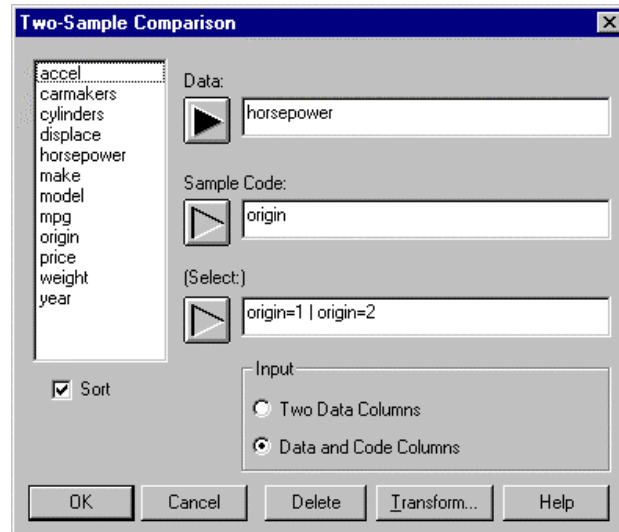 Two-Sample Comparison
accel
carmakers
cylinders
displace
horsepower
make
model
mpg
origin
price
weight
year
Sort
Data:
horsepower
Sample Code:
origin
(Select:)
origin=1 | origin=2
Input
Two Data Columns
Data and Code Columns
OK
Cancel
Delete
Transform...
Help